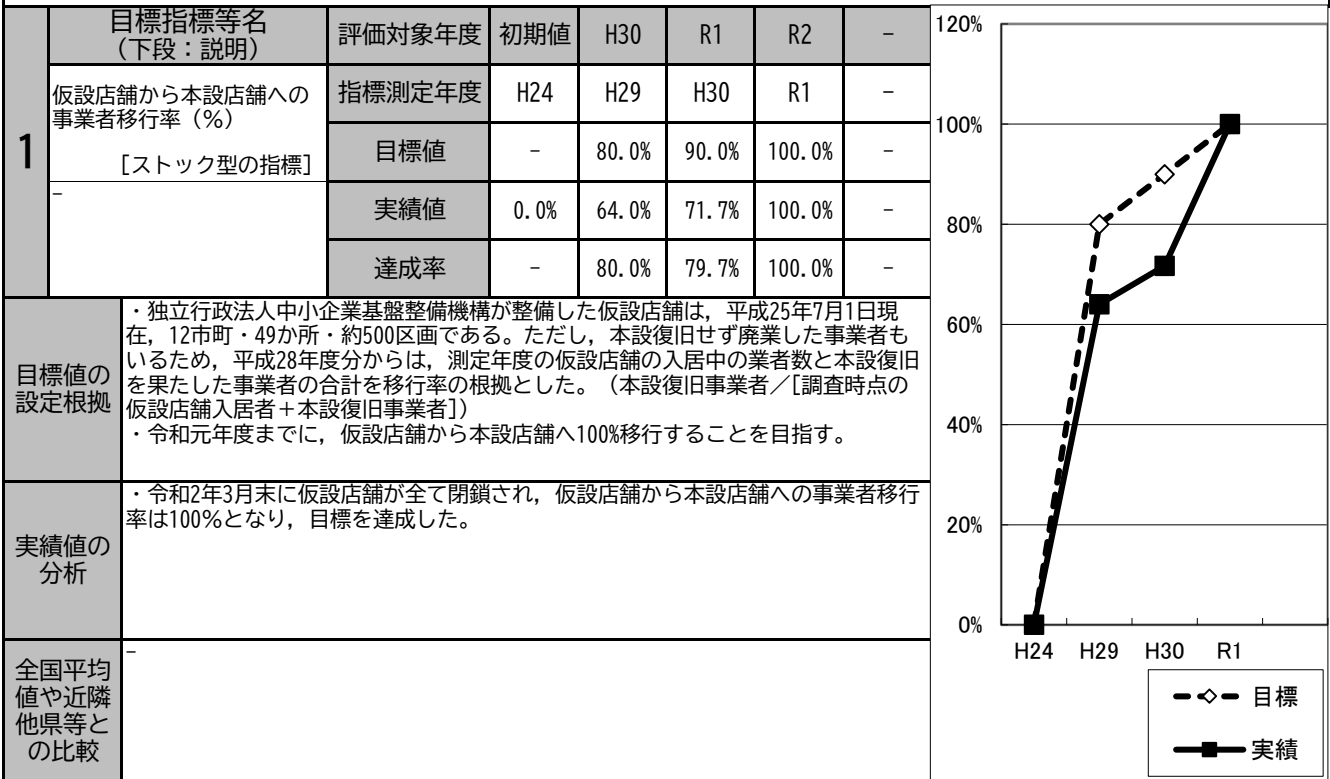 1
目標指標等名
（下段：説明）
評価対象年度 初期値 H30 R1 R2 －
仮設店舗から本設店舗への
事業者移行率（％）
［ストック型の指標］
－
指標測定年度 H24 H29 H30 R1 －
目標値 － 80.0% 90.0% 100.0% －
実績値 0.0% 64.0% 71.7% 100.0% －
達成率 － 80.0% 79.7% 100.0% －
目標値の
設定根拠
・独立行政法人中小企業基盤整備機構が整備した仮設店舗は，平成25年7月1日現
在，12市町・49か所・約500区画である。ただし，本設復旧せず廃業した事業者も
いるため，平成28年度分からは，測定年度の仮設店舗の入居中の業者数と本設復旧
を果たした事業者の合計を移行率の根拠とした。（本設復旧事業者／[調査時点の
仮設店舗入居者＋本設復旧事業者]）
・令和元年度までに，仮設店舗から本設店舗へ100%移行することを目指す。
実績値の
分析
・令和2年3月末に仮設店舗が全て閉鎖され，仮設店舗から本設店舗への事業者移行
率は100％となり，目標を達成した。
全国平均
値や近隣
他県等と
の比較
－
120%
100%
80%
60%
40%
20%
0%
H24 H29 H30 R1
目標
実績